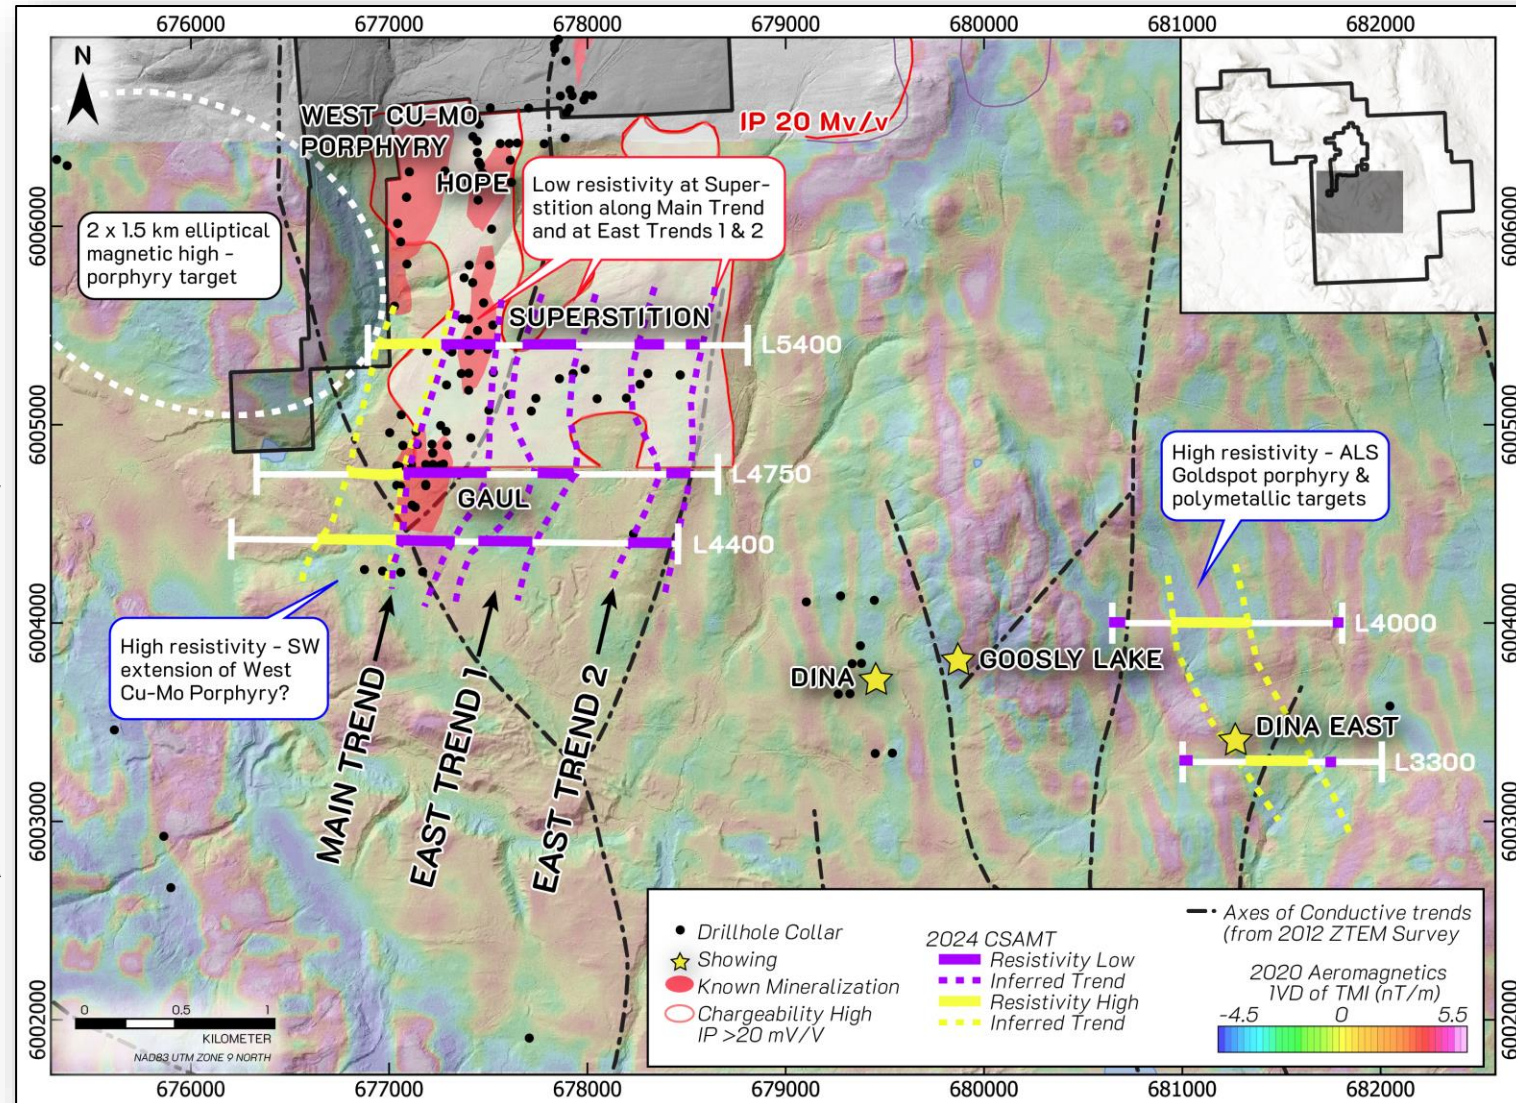 676000 677000 678000 679000 680000 681000 682000
N
WEST CU-MO
PORPHYRY
HOPE
IP 20 Mv/v
2 x 1.5 km elliptical
magnetic high -
porphyry target
Low resistivity at Super-
stition along Main Trend
and at East Trends 1 & 2
SUPERSTITION
L5400
L4750
GAUL
L4400
High resistivity - ALS
Goldspot porphyry &
polymetallic targets
High resistivity - SW
extension of West
Cu-Mo Porphyry?
MAIN TREND
EAST TREND 1
EAST TREND 2
DINA
GOOSLY LAKE
L4000
DINA EAST
L3300
6006000
6005000
6004000
6003000
6002000
6006000
6005000
6004000
6003000
6002000
0 0.5 1
KILOMETER
NAD83 UTM ZONE 9 NORTH
Drillhole Collar
Showing
Known Mineralization
Chargeability High
IP >20 mV/V
2024 CSAMT
Resistivity Low
Inferred Trend
Resistivity High
Inferred Trend
Axes of Conductive trends
(from 2012 ZTEM Survey
2020 Aeromagnetics
1VD of TMI (nT/m)
-4.5 0 5.5
676000 677000 678000 679000 680000 681000 682000